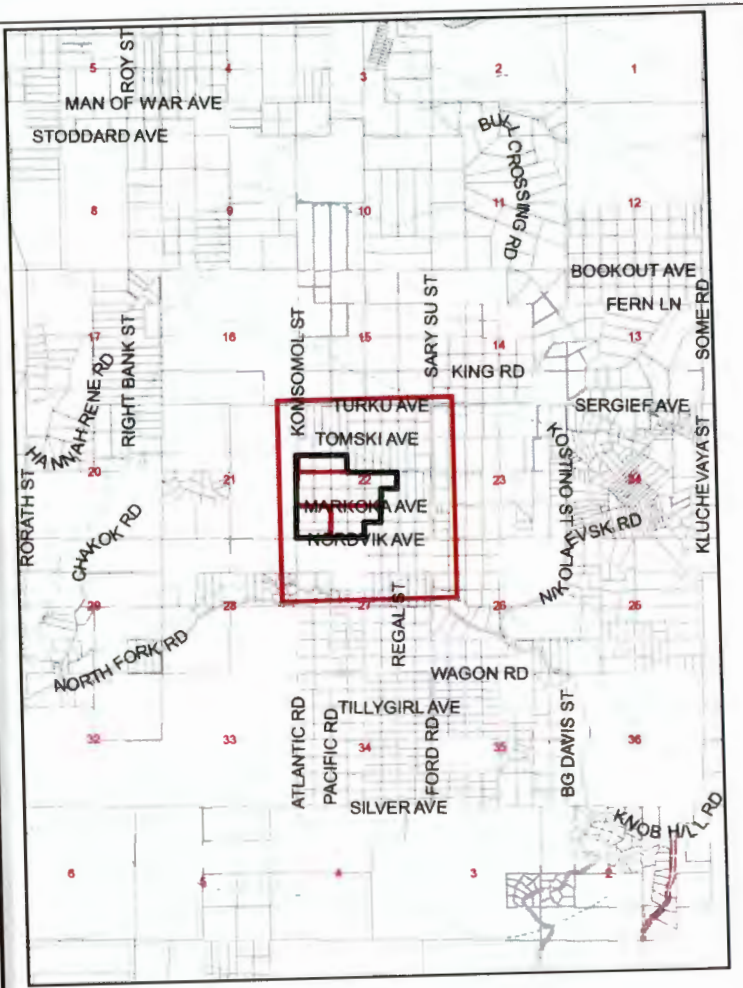 5
ROY ST
4
3
2
1
MAN OF WAR AVE
STODDARD AVE
BULL CROSSING RD
8
9
10
11
12
BOOKOUT AVE
FERN LN
SOME RD
17
HANNAH RENE RD
RIGHT BANK ST
16
KOMSOMOL ST
15
SARY SU ST
14
13
KING RD
TURKU AVE
SERGIEF AVE
TOMSKI AVE
RORATH ST
20
21
22
23
KOSTINO ST
24
KLUCHEVAYA ST
MARKOKA AVE
NORDVIK AVE
CHAKOK RD
NIKOLAEVSK RD
29
28
27
26
REGAL ST
NORTH FORK RD
WAGON RD
TILLYGIRL AVE
32
33
ATLANTIC RD
PACIFIC RD
34
FORD RD
35
BG DAVIS ST
36
SILVER AVE
KNOB HILL RD
6
5
4
3
2